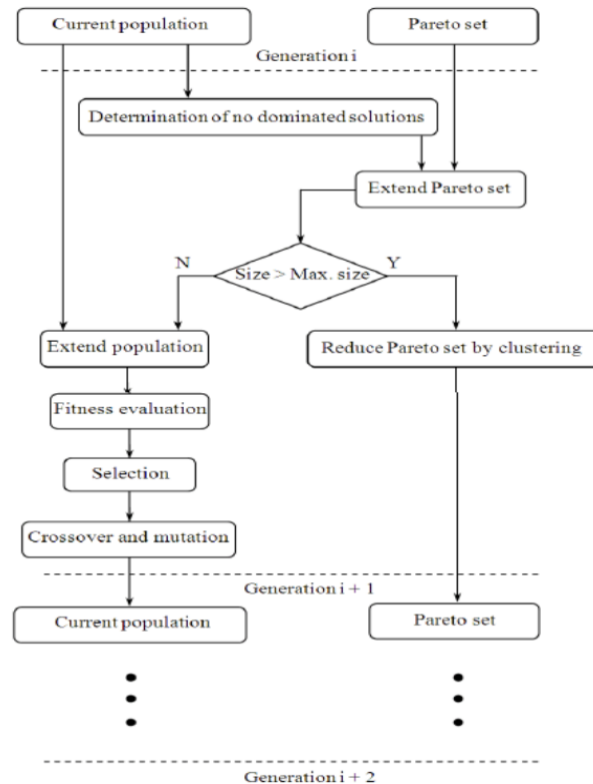 Current population
Pareto set
Generation i
Determination of no dominated solutions
Extend Pareto set
N
Y
Size > Max. size
Extend population
Reduce Pareto set by clustering
Fitness evaluation
Selection
Crossover and mutation
Generation i + 1
Current population
Pareto set
Generation i + 2